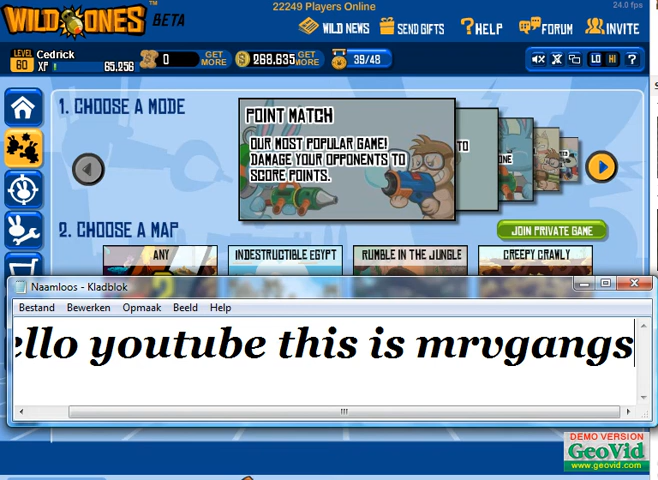 WILD ONES BETA
22249 Players Online
24.0 fps
WILD NEWS SEND GIFTS ?HELP FORUM INVITE
LEVEL 60 Cedrick XP 65.256
0 GET MORE 268,635 GET MORE 39/48
LO HI ?
1. CHOOSE A MODE
POINT MATCH
OUR MOST POPULAR GAME!
DAMAGE YOUR OPPONENTS TO
SCORE POINTS.
TO
ONE
2. CHOOSE A MAP
JOIN PRIVATE GAME
ANY INDESTRUCTIBLE EGYPT RUMBLE IN THE JUNGLE CREEPY CRAWLY
Naamloos - Kladblok
Bestand Bewerken Opmaak Beeld Help
ello youtube this is mrvgangs
DEMO VERSION
GeoVid
www.geovid.com